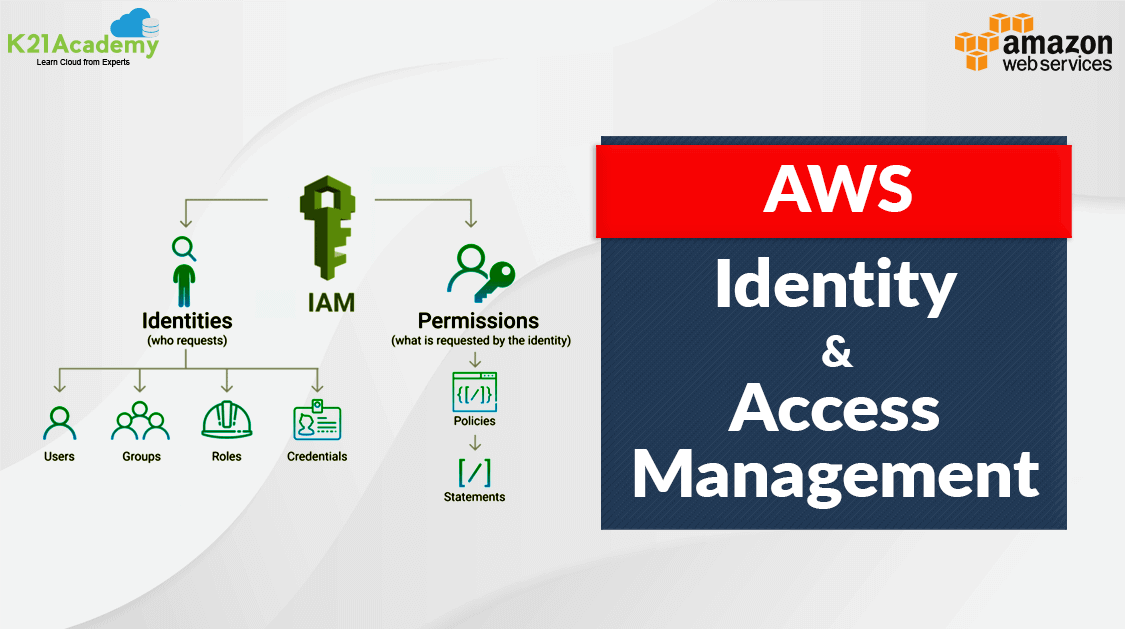 K21Academy
Learn Cloud from Experts
amazon
webservices
IAM
Identities
(who requests)
Users
Groups
Roles
Credentials
Permissions
(what is requested by the identity)
{[/]}
Policies
[/]
Statements
AWS
Identity
&
Access
Management